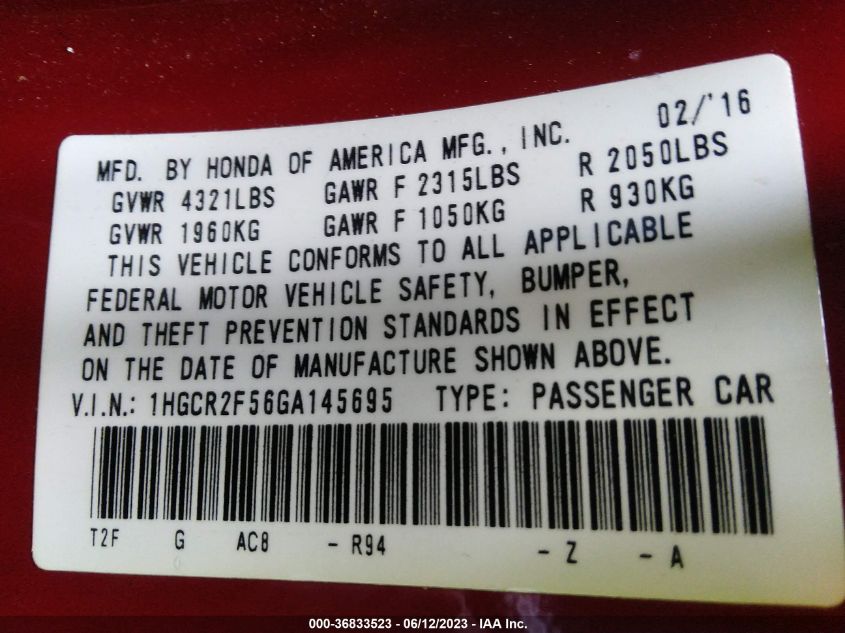 02/'16
MFD. BY HONDA OF AMERICA MFG., INC.
GVWR 4321LBS GAWR F 2315LBS R 2050LBS
GVWR 1960KG GAWR F 1050KG R 930KG
THIS VEHICLE CONFORMS TO ALL APPLICABLE
FEDERAL MOTOR VEHICLE SAFETY, BUMPER,
AND THEFT PREVENTION STANDARDS IN EFFECT
ON THE DATE OF MANUFACTURE SHOWN ABOVE.
V.I.N.: 1HGCR2F56GA145695 TYPE: PASSENGER CAR
T2F G AC8 - R94 - Z - A
000-36833523 - 06/12/2023 - IAA Inc.